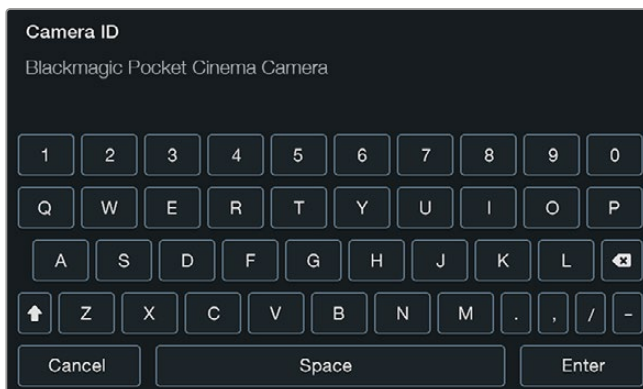 Camera ID
Blackmagic Pocket Cinema Camera
1 2 3 4 5 6 7 8 9 0
Q W E R T Y U I O P
A S D F G H J K L
Z X C V B N M . , / -
Cancel Space Enter